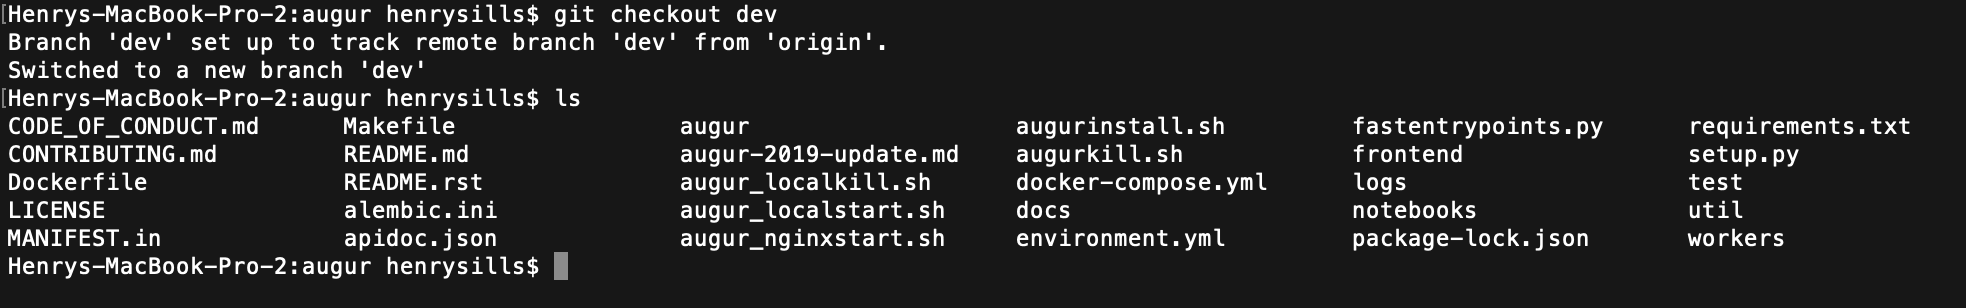 [Henrys-MacBook-Pro-2:augur henrysills$ git checkout dev
Branch 'dev' set up to track remote branch 'dev' from 'origin'.
Switched to a new branch 'dev'
[Henrys-MacBook-Pro-2:augur henrysills$ ls
CODE_OF_CONDUCT.md      Makefile                augur                   augurinstall.sh         fastentrypoints.py      requirements.txt
CONTRIBUTING.md         README.md               augur-2019-update.md    augurkill.sh            frontend                setup.py
Dockerfile              README.rst              augur_localkill.sh      docker-compose.yml      logs                    test
LICENSE                 alembic.ini             augur_localstart.sh     docs                    notebooks               util
MANIFEST.in             apidoc.json             augur_nginxstart.sh     environment.yml         package-lock.json       workers
Henrys-MacBook-Pro-2:augur henrysills$